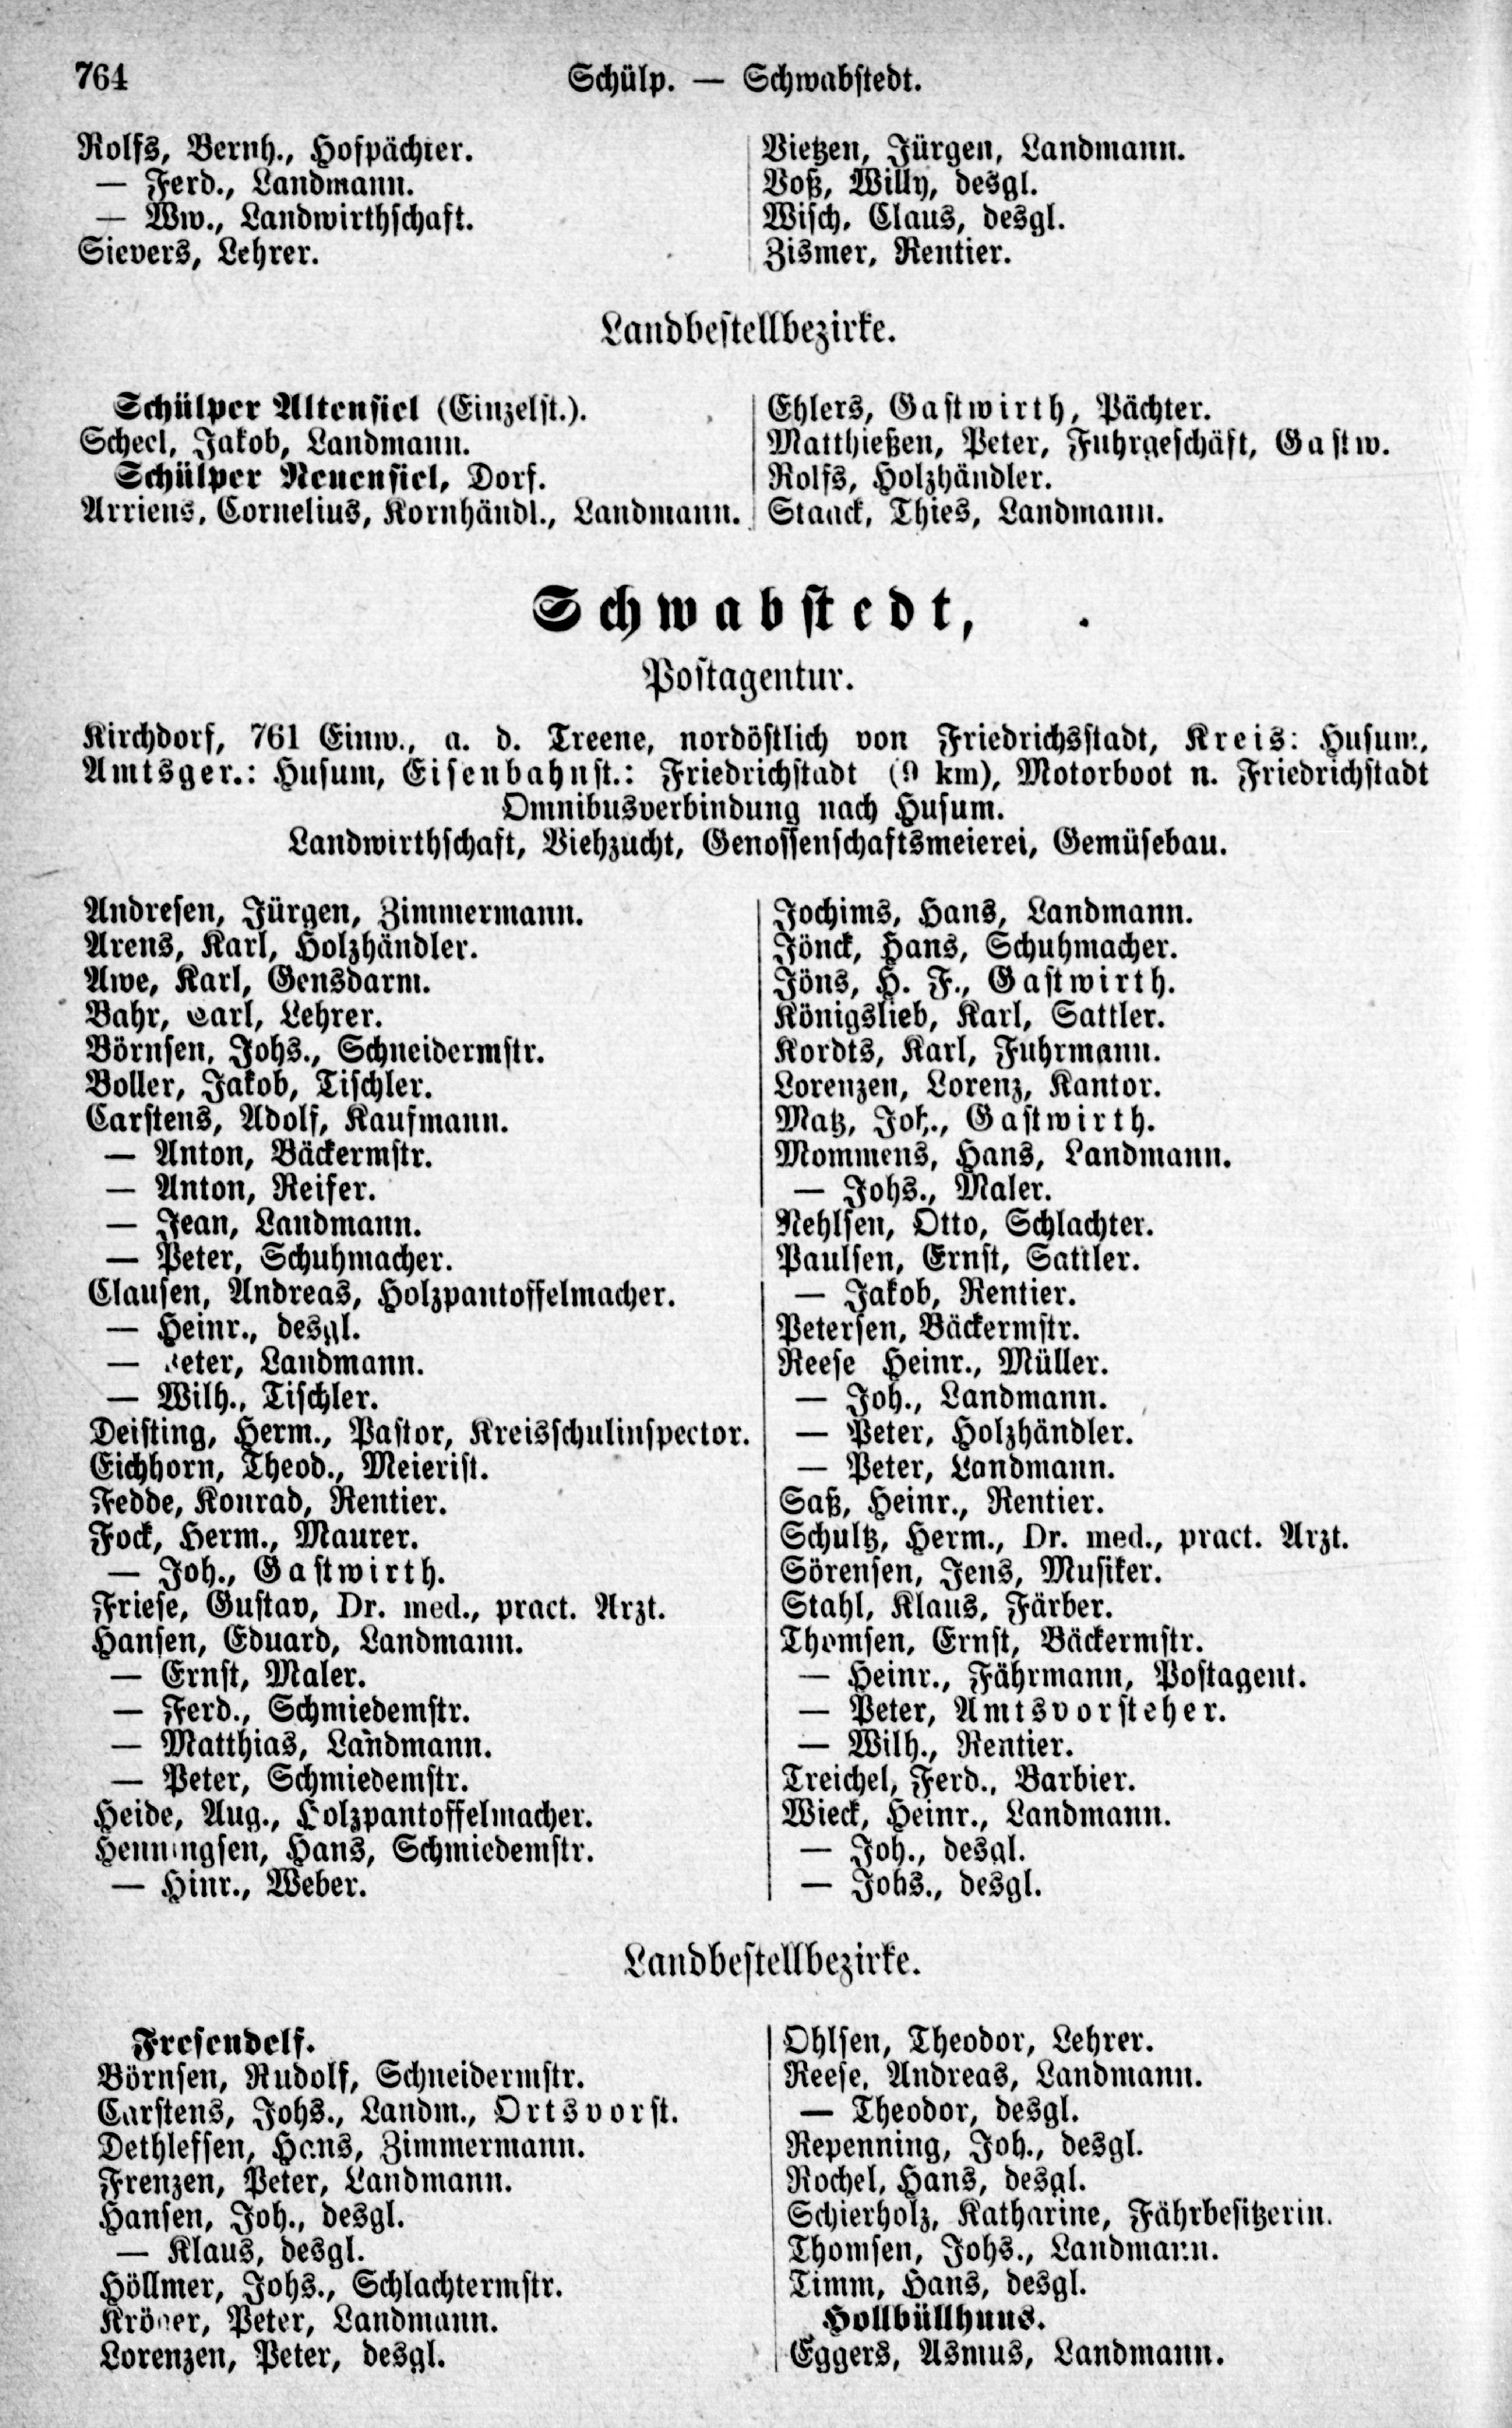 764
Schülp. — Schwabstedt.
Rolfs, Bernh., Hofpächter.
— Ferd., Landmann.
— Ww., Landwirthschaft.
Sievers, Lehrer.
Vietzen, Jürgen, Landmann.
Voß, Willy, desgl.
Wisch, Claus, desgl.
Zismer, Rentier.
Landbestellbezirke.
Schülper Altensiel (Einzelst.).
Scheel, Jakob, Landmann.
Schülper Neuensiel, Dorf.
Arriens, Cornelius, Kornhändl., Landmann.
Ehlers, Gastwirth, Pächter.
Matthießen, Peter, Fuhrgeschäft, Gastw.
Rolfs, Holzhändler.
Staack, Thies, Landmann.
Schwabstedt,
Postagentur.
Kirchdorf, 761 Einw., a. d. Treene, nordöstlich von Friedrichsstadt, Kreis: Husum,
Amtsger.: Husum, Eisenbahnst.: Friedrichstadt (9 km), Motorboot n. Friedrichstadt
Omnibusverbindung nach Husum.
Landwirthschaft, Viehzucht, Genossenschaftsmeierei, Gemüsebau.
Andresen, Jürgen, Zimmermann.
Arens, Karl, Holzhändler.
Awe, Karl, Gensdarm.
Bahr, Carl, Lehrer.
Börnsen, Johs., Schneidermstr.
Boller, Jakob, Tischler.
Carstens, Adolf, Kaufmann.
— Anton, Bäckermstr.
— Anton, Reifer.
— Jean, Landmann.
— Peter, Schuhmacher.
Clausen, Andreas, Holzpantoffelmacher.
— Heinr., desgl.
— Peter, Landmann.
— Wilh., Tischler.
Deisting, Herm., Pastor, Kreisschulinspector.
Eichhorn, Theod., Meierist.
Fedde, Konrad, Rentier.
Fock, Herm., Maurer.
— Joh., Gastwirth.
Friese, Gustav, Dr. med., pract. Arzt.
Hansen, Eduard, Landmann.
— Ernst, Maler.
— Ferd., Schmiedemstr.
— Matthias, Landmann.
— Peter, Schmiedemstr.
Heide, Aug., Holzpantoffelmacher.
Henningsen, Hans, Schmiedemstr.
— Hinr., Weber.
Jochims, Hans, Landmann.
Jönck, Hans, Schuhmacher.
Jöns, H. F., Gastwirth.
Königslieb, Karl, Sattler.
Kordts, Karl, Fuhrmann.
Lorenzen, Lorenz, Kantor.
Matz, Joh., Gastwirth.
Mommens, Hans, Landmann.
— Johs., Maler.
Nehlsen, Otto, Schlachter.
Paulsen, Ernst, Sattler.
— Jakob, Rentier.
Petersen, Bäckermstr.
Reese Heinr., Müller.
— Joh., Landmann.
— Peter, Holzhändler.
— Peter, Landmann.
Saß, Heinr., Rentier.
Schultz, Herm., Dr. med., pract. Arzt.
Sörensen, Jens, Musiker.
Stahl, Klaus, Färber.
Thomsen, Ernst, Bäckermstr.
— Heinr., Fährmann, Postagent.
— Peter, Amtsvorsteher.
— Wilh., Rentier.
Treichel, Ferd., Barbier.
Wieck, Heinr., Landmann.
— Joh., desgl.
— Johs., desgl.
Landbestellbezirke.
Fresendelf.
Börnsen, Rudolf, Schneidermstr.
Carstens, Johs., Landm., Ortsvorst.
Dethlefsen, Hans, Zimmermann.
Frenzen, Peter, Landmann.
Hansen, Joh., desgl.
— Klaus, desgl.
Höllmer, Johs., Schlachtermstr.
Kröger, Peter, Landmann.
Lorenzen, Peter, desgl.
Ohlsen, Theodor, Lehrer.
Reese, Andreas, Landmann.
— Theodor, desgl.
Repenning, Joh., desgl.
Rochel, Hans, desgl.
Schierholz, Katharine, Fährbesitzerin.
Thomsen, Johs., Landmann.
Timm, Hans, desgl.
Hollbüllhuus.
Eggers, Asmus, Landmann.